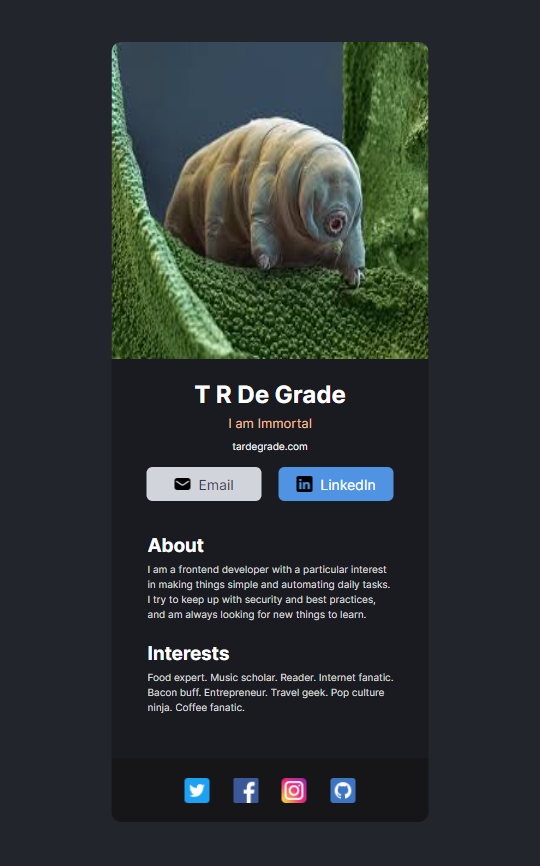 T R De Grade
I am Immortal
tardegrade.com
Email
LinkedIn
About
I am a frontend developer with a particular interest
in making things simple and automating daily tasks.
I try to keep up with security and best practices,
and am always looking for new things to learn.
Interests
Food expert. Music scholar. Reader. Internet fanatic.
Bacon buff. Entrepreneur. Travel geek. Pop culture
ninja. Coffee fanatic.